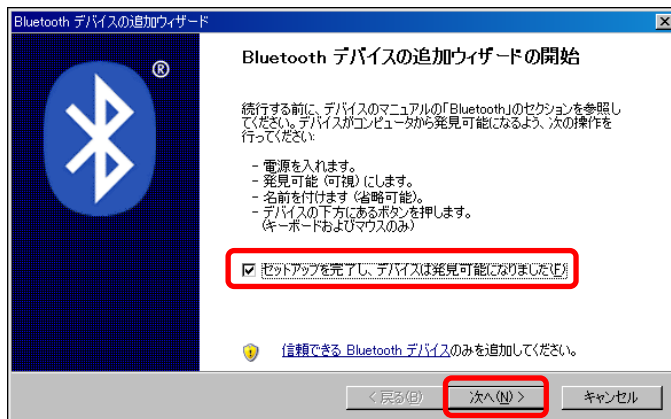 Bluetooth デバイスの追加ウィザード
®
Bluetooth デバイスの追加ウィザードの開始
続行する前に、デバイスのマニュアルの「Bluetooth」のセクションを参照し
てください。デバイスがコンピュータから発見可能になるよう、次の操作を
行ってください:
- 電源を入れます。
- 発見可能 (可視) にします。
- 名前を付けます (省略可能)。
- デバイスの下方にあるボタンを押します。
(キーボードおよびマウスのみ)
セットアップを完了し、デバイスは発見可能になりました(F)
信頼できる Bluetooth デバイスのみを追加してください。
< 戻る(B)
次へ(N) >
キャンセル